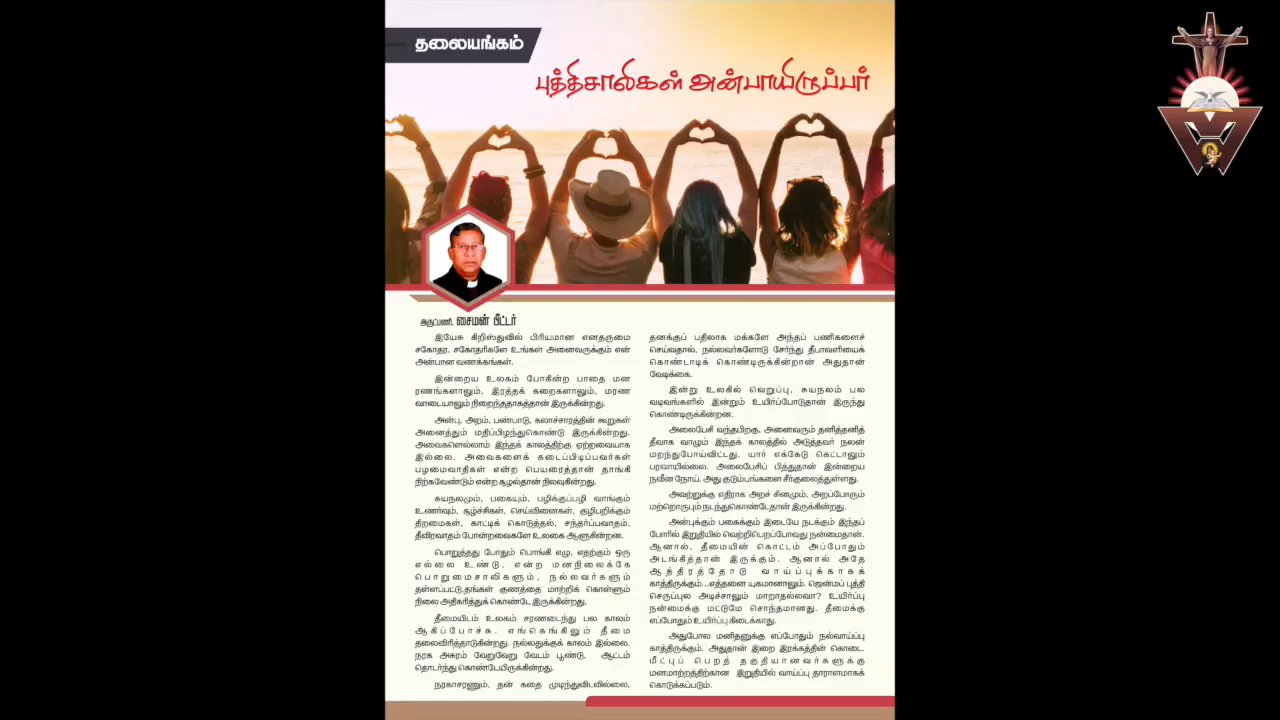 தலையங்கம்
புத்திசாலிகள் அன்பாயிருப்பர்
அருட்பணி. சைமன் பீட்டர்
இயேசு கிறிஸ்துவில் பிரியமான எனதருமை
சகோதர, சகோதரிகளே உங்கள் அனைவருக்கும் என்
அன்பான வணக்கங்கள்.
இன்றைய உலகம் போகின்ற பாதை மன
ரணங்களாலும், இரத்தக் கறைகளாலும், மரண
வாடையாலும் நிறைந்ததாகத்தான் இருக்கின்றது.
அன்பு, அறம், பண்பாடு, கலாச்சாரத்தின் கூறுகள்
அனைத்தும் மதிப்பிழந்துகொண்டு இருக்கின்றது.
அவைகளெல்லாம் இந்தக் காலத்திற்கு ஏற்றவையாக
இல்லை. அவைகளைக் கடைப்பிடிப்பவர்கள்
பழமைவாதிகள் என்ற பெயரைத்தான் தாங்கி
நிற்கவேண்டும் என்ற சூழல்தான் நிலவுகின்றது.
சுயநலமும், பகையும், பழிக்குப்பழி வாங்கும்
உணர்வும், சூழ்ச்சிகள், செய்வினைகள், குழிபறிக்கும்
திறமைகள், காட்டிக் கொடுத்தல், சந்தர்ப்பவாதம்,
தீவிரவாதம் போன்றவைகளே உலகை ஆளுகின்றன.
பொறுத்தது போதும் பொங்கி எழு, எதற்கும் ஒரு
எல்லை உண்டு, என்ற மனநிலைக்கே
பொறுமைசாலிகளும், நல்லவர்களும்
தள்ளப்பட்டு,தங்கள் குணத்தை மாற்றிக் கொள்ளும்
நிலை அதிகரித்துக் கொண்டே இருக்கின்றது.
தீமையிடம் உலகம் சரணடைந்து பல காலம்
ஆகிப்போச்சு. எங்கெங்கிலும் தீமை
தலைவிரித்தாடுகின்றது. நல்லதுக்குக் காலம் இல்லை.
நரக அசுரம் வேறுவேறு வேடம் பூண்டு, ஆட்டம்
தொடர்ந்து கொண்டேயிருக்கின்றது.
நரகாசரணும், தன் கதை முடிந்துவிடவில்லை,
தனக்குப் பதிலாக மக்களே அந்தப் பணிகளைச்
செய்வதால், நல்லவர்களோடு சேர்ந்து தீபாவளியைக்
கொண்டாடிக் கொண்டிருக்கின்றான் அதுதான்
வேடிக்கை.
இன்று உலகில் வெறுப்பு, சுயநலம் பல
வடிவங்களில் இன்றும் உயிர்ப்போடுதான் இருந்து
கொண்டிருக்கின்றன.
அலைபேசி வந்தபிறகு, அனைவரும் தனித்தனித்
தீவாக வாழும் இந்தக் காலத்தில் அடுத்தவர் நலன்
மறந்துபோய்விட்டது. யார் எக்கேடு கெட்டாலும்
பரவாயில்லை. அலைபேசிப் பித்துதான் இன்றைய
நவீன நோய். அது குடும்பங்களை சீர்குலைத்துள்ளது.
அவற்றுக்கு எதிராக அறச் சினமும், அறப்போரும்
மற்றொருபும் நடந்துகொண்டேதான் இருக்கின்றது.
அன்புக்கும் பகைக்கும் இடையே நடக்கும் இந்தப்
போரில் இறுதியில் வெற்றிபெறப்போவது நன்மைதான்.
ஆனால், தீமையின் கொட்டம் அப்போதும்
அடங்கித்தான் இருக்கும். ஆனால் அதே
ஆத்திரத்தோடு வாய்ப்புக்காகக்
காத்திருக்கும்...எத்தனை யுகமானாலும். ஜென்மப் புத்தி
செருப்புல அடிச்சாலும் மாறாதல்லவா? உயிர்ப்பு
நன்மைக்கு மட்டுமே சொந்தமானது. தீமைக்கு
எப்போதும் உயிர்ப்பு கிடைக்காது.
அதுபோல மனிதனுக்கு எப்போதும் நல்வாய்ப்பு
காத்திருக்கும். அதுதான் இறை இரக்கத்தின் கொடை.
மீட்புப் பெறத் தகுதியானவர்களுக்கு
மனமாற்றத்திற்கான இறுதியில் வாய்ப்பு தாராளமாகக்
கொடுக்கப்படும்.